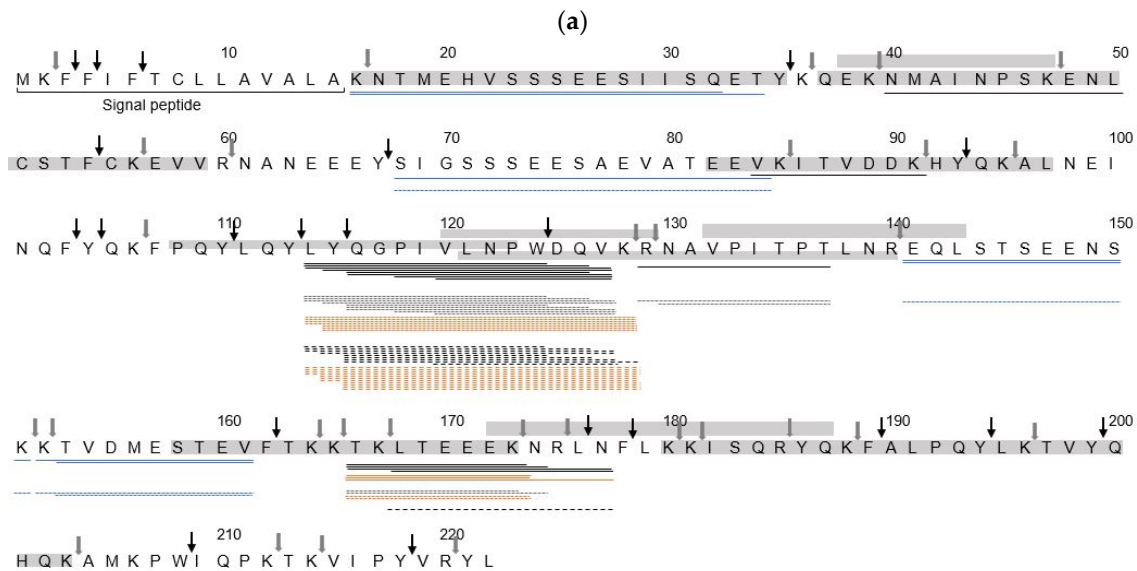 (a)
10 20 30 40 50
M K F F I F T C L L A V A L A K N T M E H V S S S E E S I I S Q E T Y K Q E K N M A I N P S K E N L
Signal peptide
60 70 80 90 100
C S T F C K E V V R N A N E E E Y S I G S S S E E S A E V A T E E V K I T V D D K H Y Q K A L N E I
110 120 130 140 150
N Q F Y Q K F P Q Y L Q Y L Y Q G P I V L N P W D Q V K R N A V P I T P T L N R E Q L S T S E E N S
160 170 180 190 200
K K T V D M E S T E V F T K K T K L T E E E K N R L N F L K K I S Q R Y Q K F A L P Q Y L K T V Y Q
210 220
H Q K A M K P W I Q P K T K V I P Y V R Y L